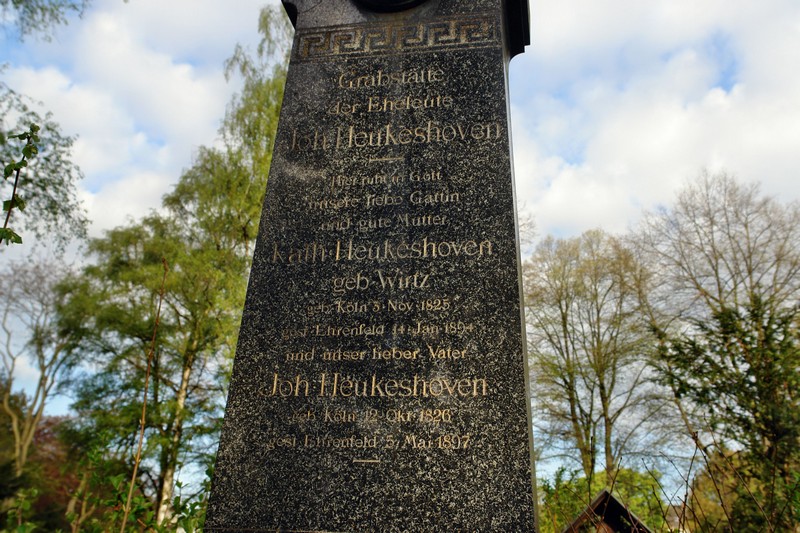 Grabstätte
der Eheleute
Joh Heukeshoven
Hier ruhen Gott
unsere liebe Gattin
und gute Mutter
Kath Heukeshoven
geb Wirtz
geb Köln 3 Nov 1825
gest Ehrenfeld 14 Jan 1894
und unser lieber Vater
Joh Heukeshoven
geb Köln 12 Okt 1826
gest Ehrenfeld 5 Mai 1897